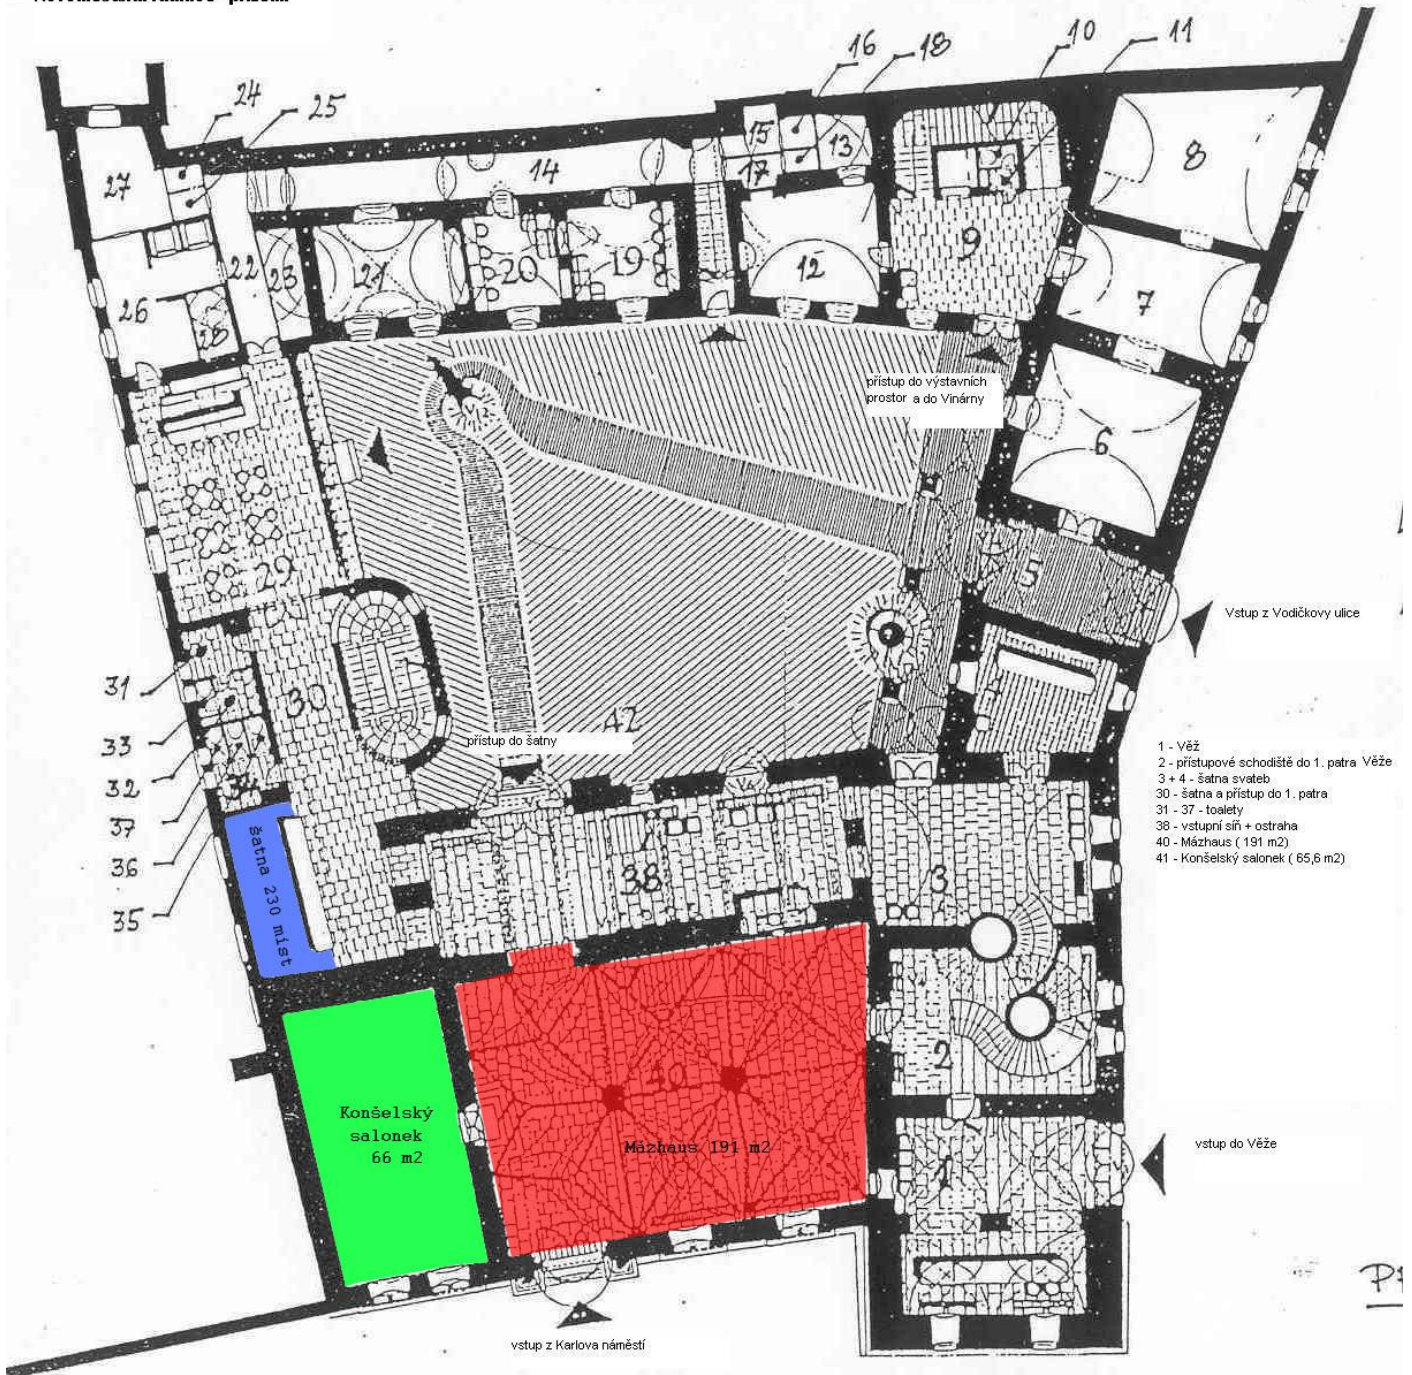 24
25
16
18
10
11
27
14
15
17
13
8
22
23
21
20
19
12
9
7
26
28
přístup do výstavních
prostor a do Vinárny
6
29
5
Vstup z Vodičkovy ulice
31
30
33
42
přístup do šatny
32
34
37
36
35
1 - Věž
2 - přístupové schodiště do 1. patra Věže
3 + 4 - šatna svateb
30 - šatna a přístup do 1. patra
31 - 37 - toalety
38 - vstupní síň + ostraha
40 - Mázhaus ( 191 m2)
41 - Konšelský salonek ( 65,6 m2)
šatna 230 míst
38
3
2
40
Konšelský
salonek
66 m2
Mázhaus 191 m2
vstup do Věže
1
vstup z Karlova náměstí